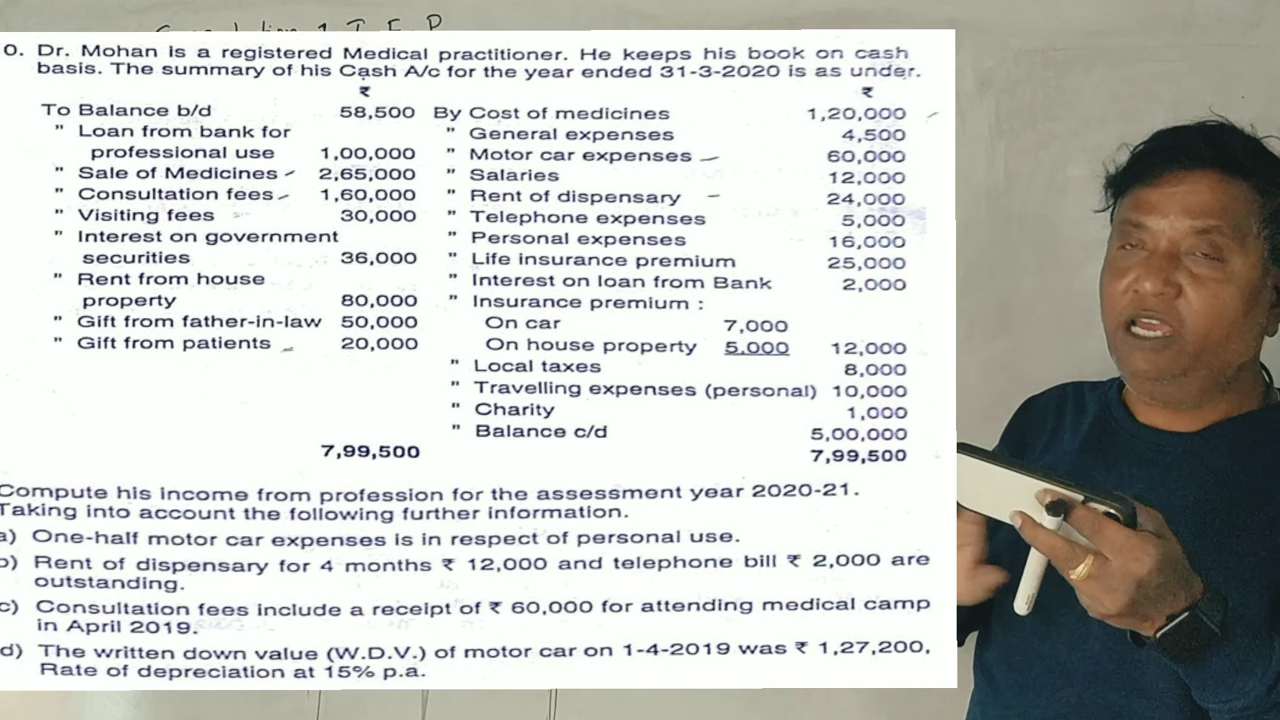 0. Dr. Mohan is a registered Medical practitioner. He keeps his book on cash
basis. The summary of his Cash A/c for the year ended 31-3-2020 is as under.
₹ ₹
To Balance b/d 58,500 By Cost of medicines 1,20,000
" Loan from bank for " General expenses 4,500
professional use 1,00,000 " Motor car expenses 60,000
" Sale of Medicines 2,65,000 " Salaries 12,000
" Consultation fees 1,60,000 " Rent of dispensary 24,000
" Visiting fees 30,000 " Telephone expenses 5,000
" Interest on government " Personal expenses 16,000
securities 36,000 " Life insurance premium 25,000
" Rent from house " Interest on loan from Bank 2,000
property 80,000 " Insurance premium :
" Gift from father-in-law 50,000 On car 7,000
" Gift from patients 20,000 On house property 5,000 12,000
" Local taxes 8,000
" Travelling expenses (personal) 10,000
" Charity 1,000
" Balance c/d 5,00,000
7,99,500 7,99,500
Compute his income from profession for the assessment year 2020-21.
Taking into account the following further information.
a) One-half motor car expenses is in respect of personal use.
b) Rent of dispensary for 4 months ₹ 12,000 and telephone bill ₹ 2,000 are
outstanding.
c) Consultation fees include a receipt of ₹ 60,000 for attending medical camp
in April 2019.
d) The written down value (W.D.V.) of motor car on 1-4-2019 was ₹ 1,27,200,
Rate of depreciation at 15% p.a.